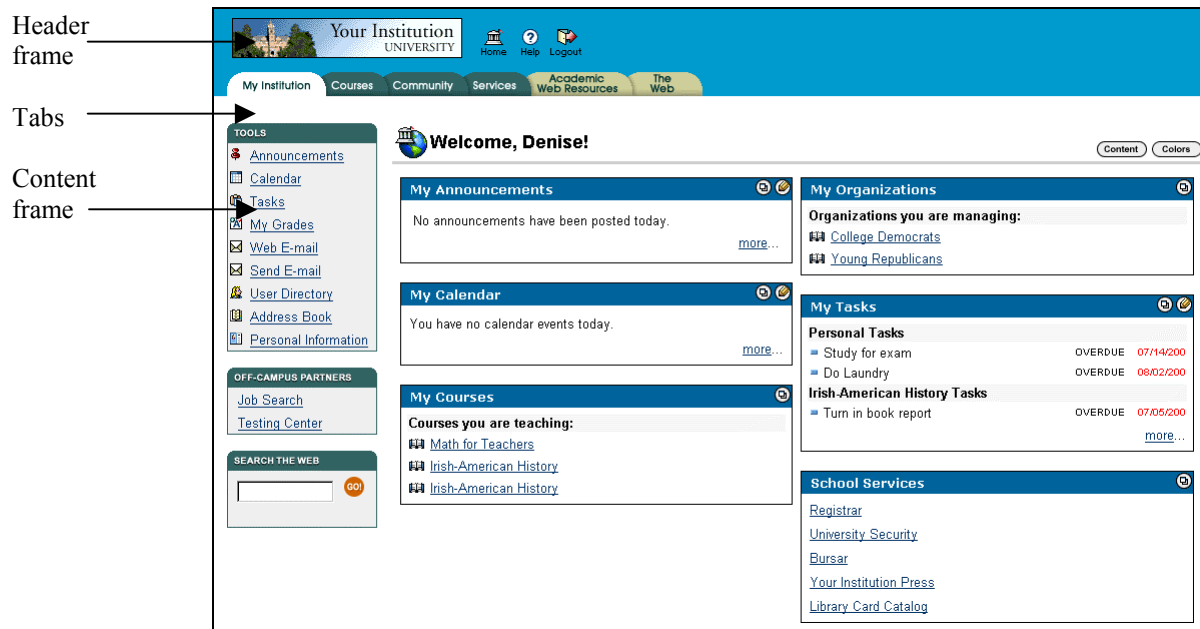 Header
frame
Tabs
Content
frame
Your Institution
UNIVERSITY
Home Help Logout
My Institution Courses Community Services Academic Web Resources The Web
TOOLS
Announcements
Calendar
Tasks
My Grades
Web E-mail
Send E-mail
User Directory
Address Book
Personal Information
OFF-CAMPUS PARTNERS
Job Search
Testing Center
SEARCH THE WEB
GO!
Welcome, Denise!
Content Colors
My Announcements
No announcements have been posted today.
more...
My Calendar
You have no calendar events today.
more...
My Courses
Courses you are teaching:
Math for Teachers
Irish-American History
Irish-American History
My Organizations
Organizations you are managing:
College Democrats
Young Republicans
My Tasks
Personal Tasks
Study for exam OVERDUE 07/14/200
Do Laundry OVERDUE 08/02/200
Irish-American History Tasks
Turn in book report OVERDUE 07/05/200
more...
School Services
Registrar
University Security
Bursar
Your Institution Press
Library Card Catalog